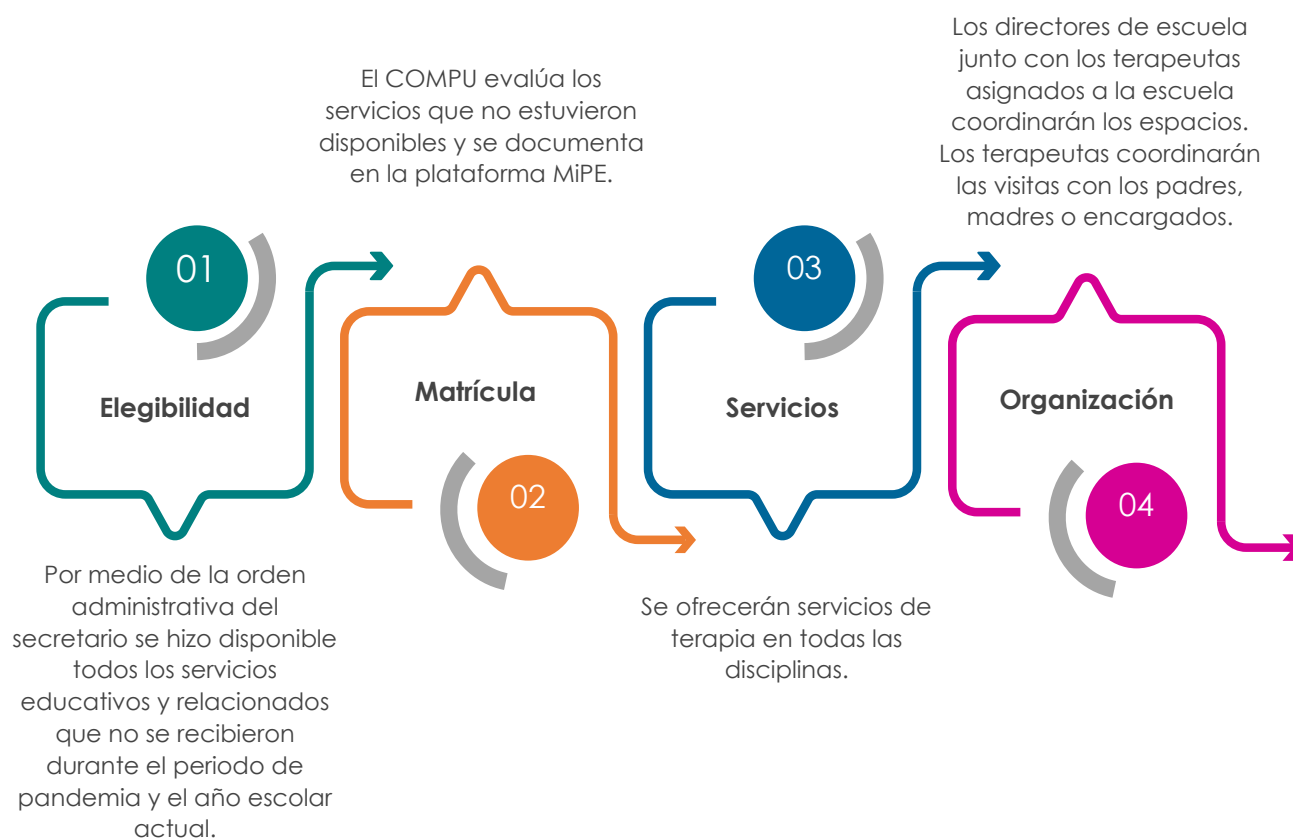 01
Elegibilidad
Por medio de la orden
administrativa del
secretario se hizo disponible
todos los servicios
educativos y relacionados
que no se recibieron
durante el periodo de
pandemia y el año escolar
actual.
El COMPU evalúa los
servicios que no estuvieron
disponibles y se documenta
en la plataforma MiPE.
Matrícula
02
03
Servicios
Se ofrecerán servicios de
terapia en todas las
disciplinas.
Los directores de escuela
junto con los terapeutas
asignados a la escuela
coordinarán los espacios.
Los terapeutas coordinarán
las visitas con los padres,
madres o encargados.
Organización
04